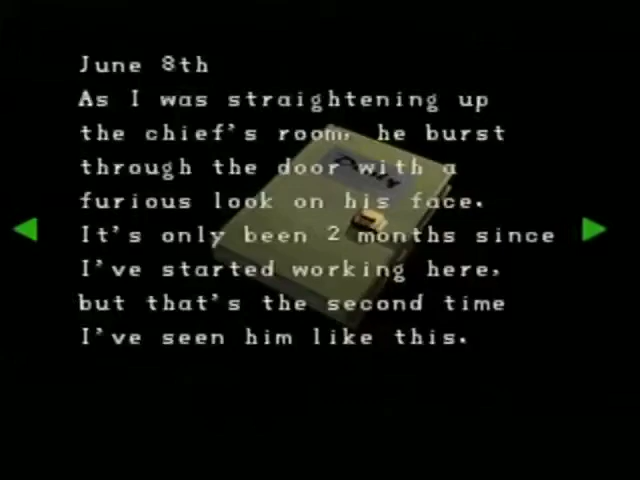 June 8th
As I was straightening up
the chief's room, he burst
through the door with a
furious look on his face.
It's only been 2 months since
I've started working here,
but that's the second time
I've seen him like this.